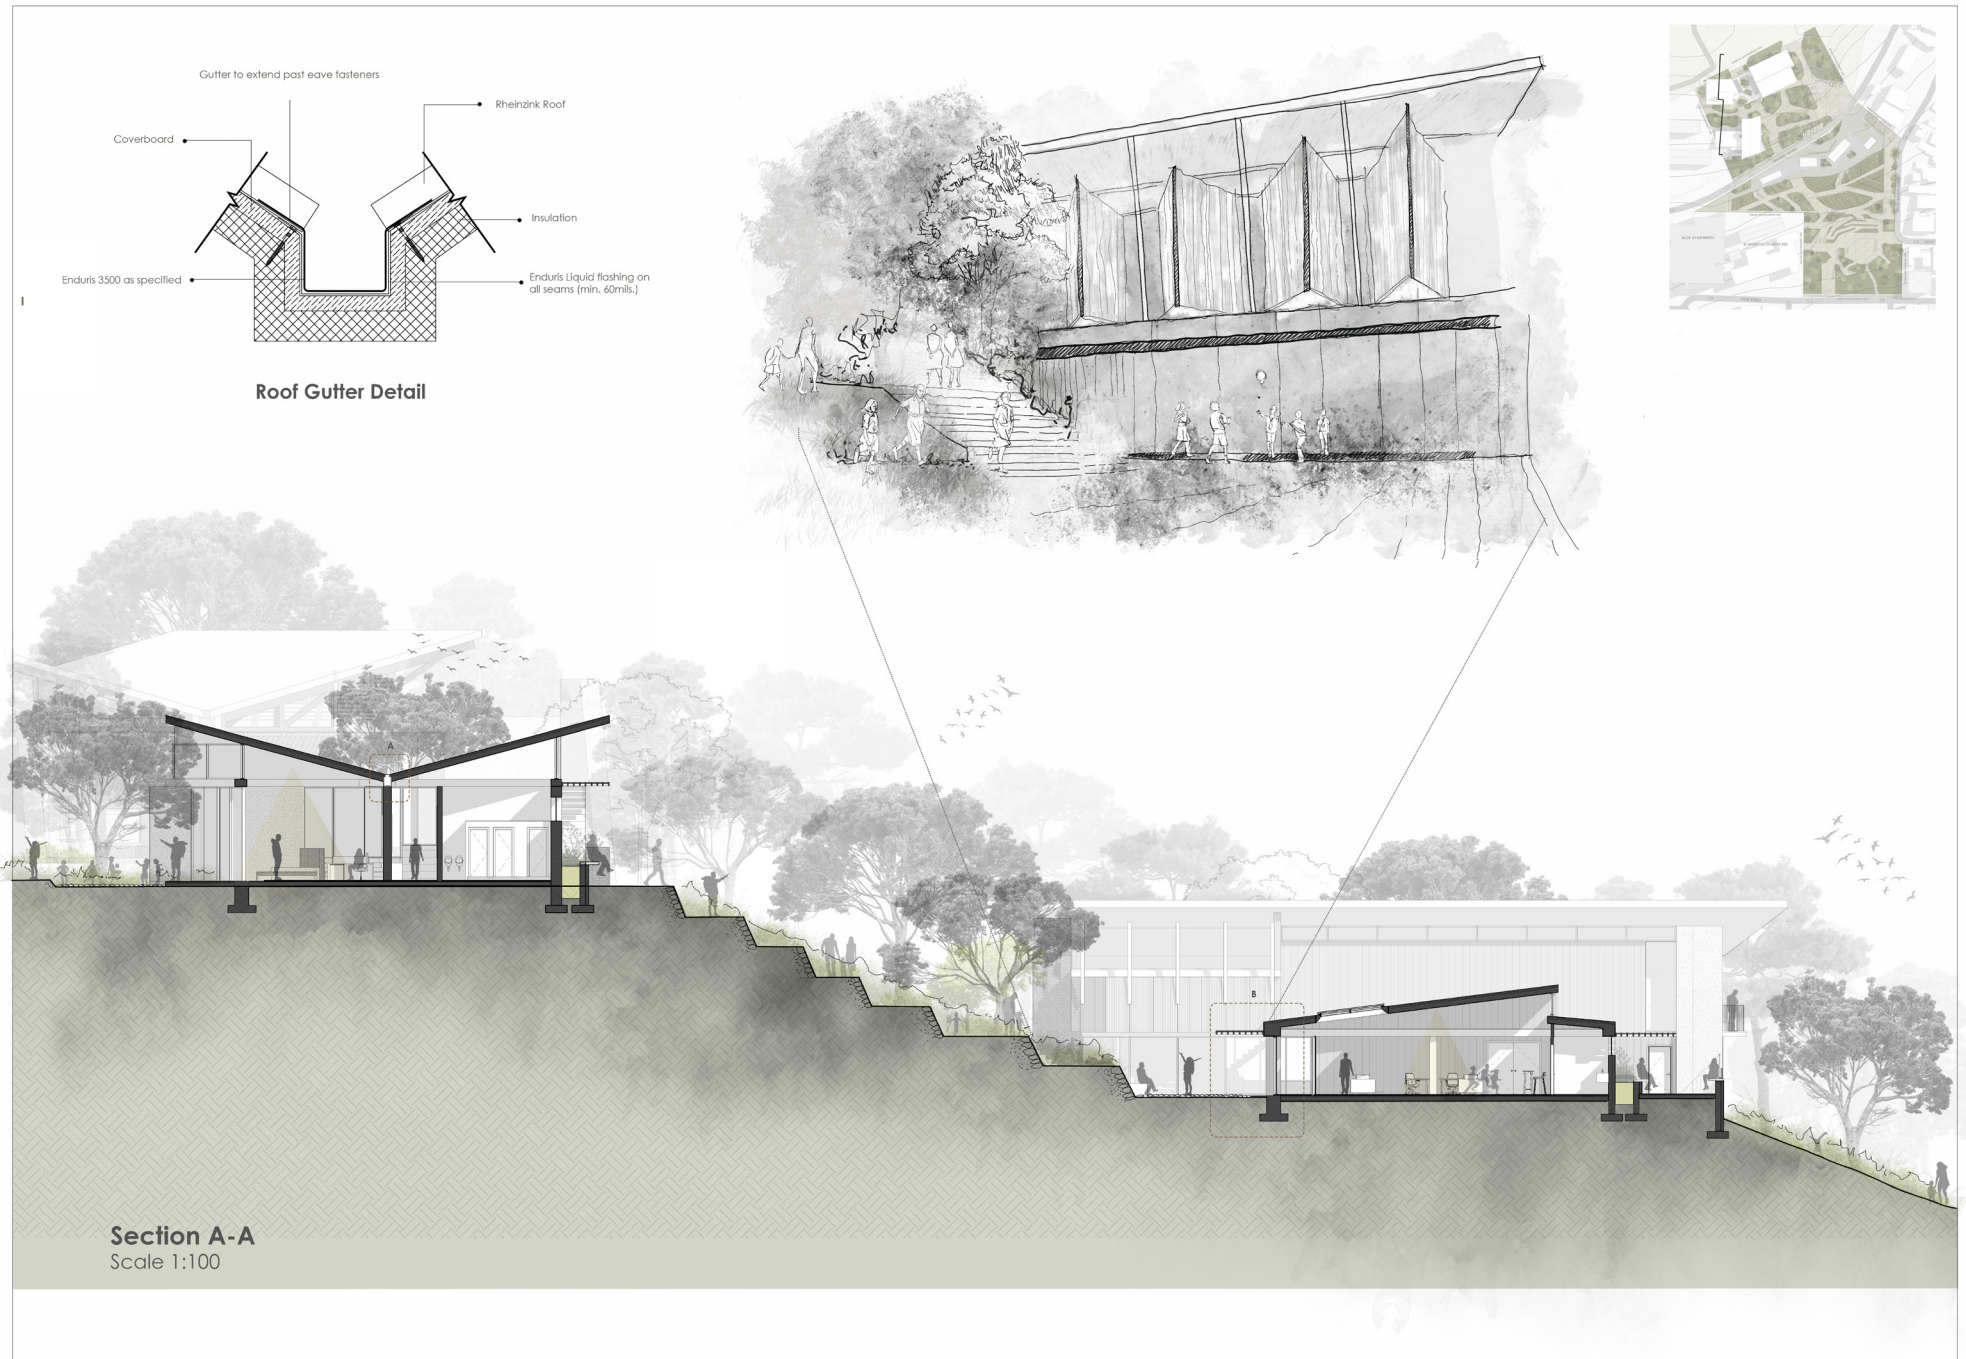 Gutter to extend past eave fasteners
Rheinzink Roof
Coverboard
Insulation
Enduris 3500 as specified
Enduris Liquid flashing on
all seams (min. 60mils.)
Roof Gutter Detail
A
B
Section A-A
Scale 1:100